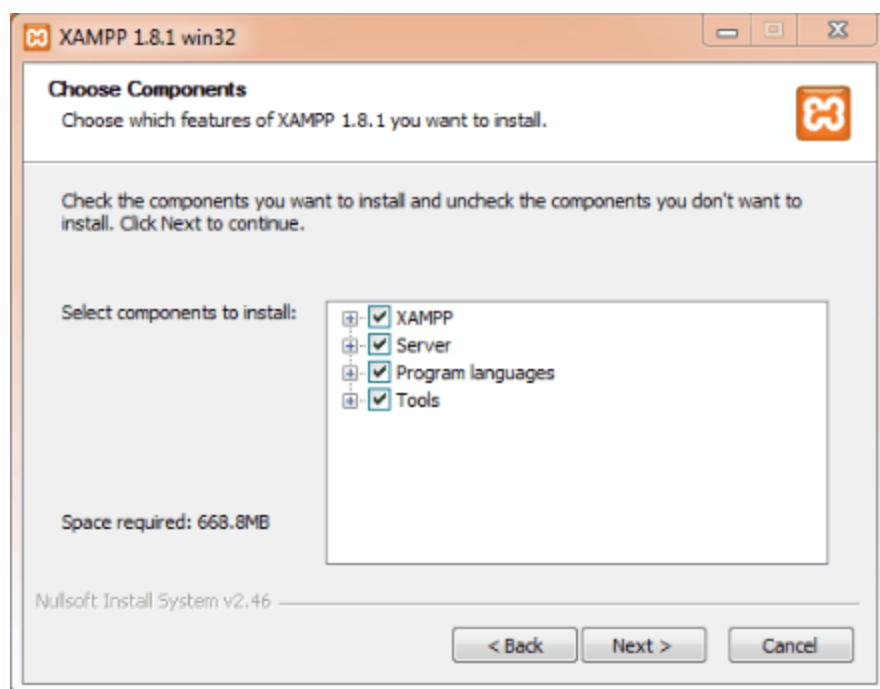 XAMPP 1.8.1 win32
Choose Components
Choose which features of XAMPP 1.8.1 you want to install.
Check the components you want to install and uncheck the components you don't want to
install. Click Next to continue.
Select components to install:
XAMPP
Server
Program languages
Tools
Space required: 668.8MB
Nullsoft Install System v2.46
< Back
Next >
Cancel